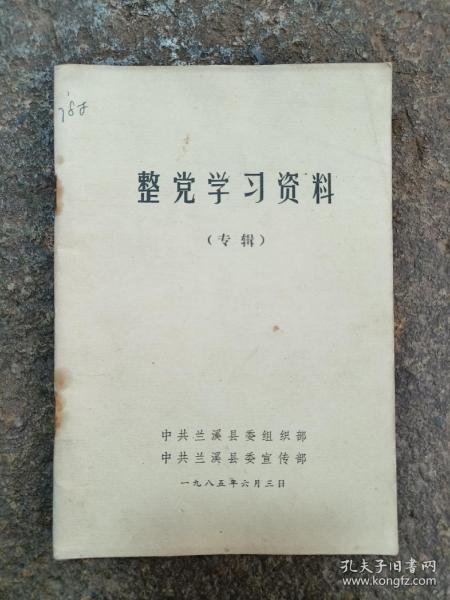 整党学习资料
（专辑）
中共兰溪县委组织部
中共兰溪县委宣传部
一九八五年六月三日
孔夫子旧书网
www.kongfz.com